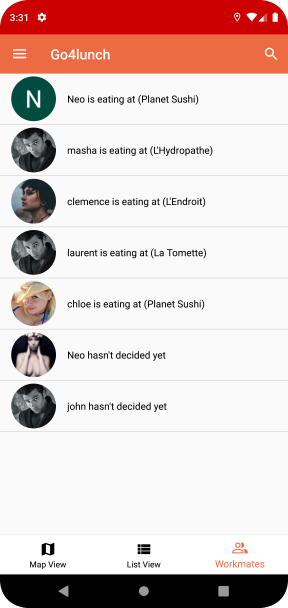 3:31
Go4lunch
N
Neo is eating at (Planet Sushi)
masha is eating at (L'Hydropathe)
clemence is eating at (L'Endroit)
laurent is eating at (La Tomette)
chloe is eating at (Planet Sushi)
Neo hasn't decided yet
john hasn't decided yet
Map View
List View
Workmates